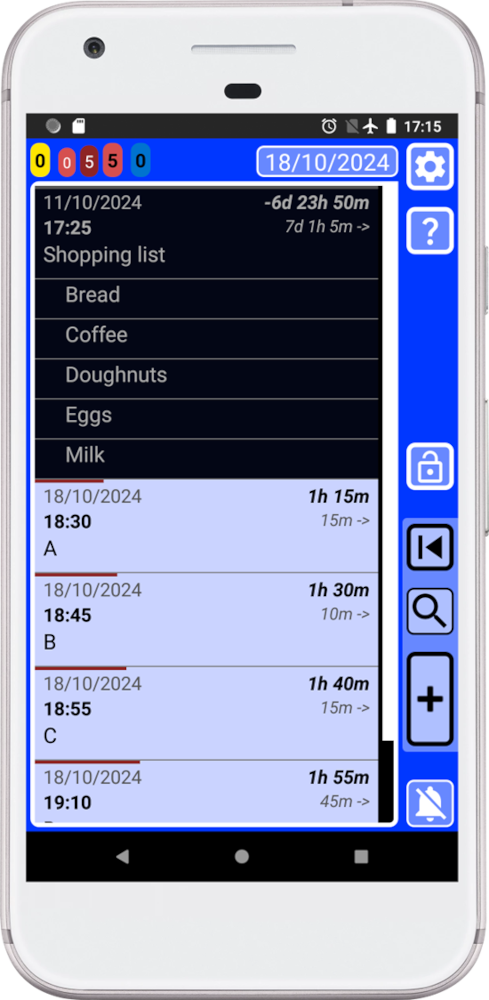 17:15
0 0 5 5 0 18/10/2024
?
11/10/2024 -6d 23h 50m
17:25 7d 1h 5m ->
Shopping list
Bread
Coffee
Doughnuts
Eggs
Milk
18/10/2024 1h 15m
18:30 15m ->
A
18/10/2024 1h 30m
18:45 10m ->
B
18/10/2024 1h 40m
18:55 15m ->
C
+
18/10/2024 1h 55m
19:10 45m ->